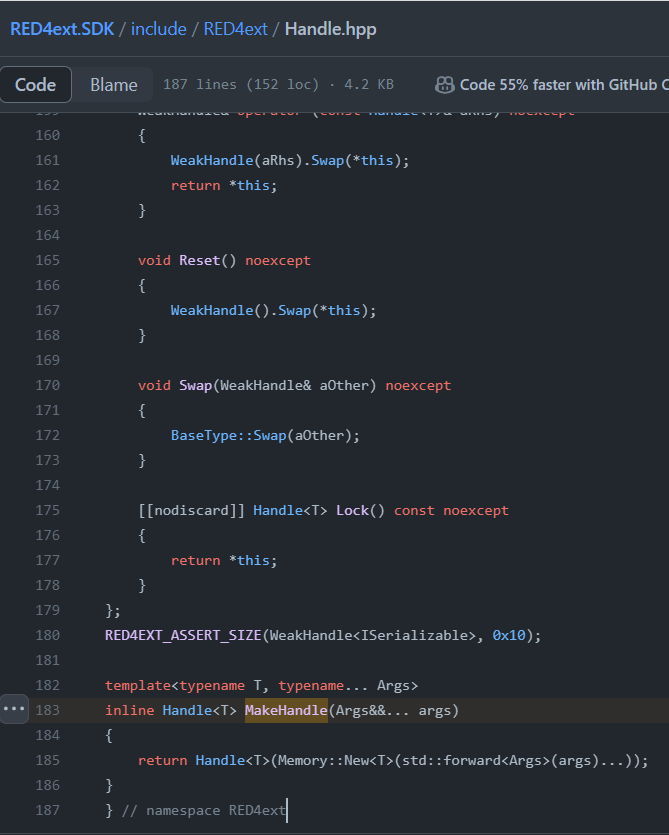 RED4ext.SDK / include / RED4ext / Handle.hpp
Code Blame 187 lines (152 loc) · 4.2 KB Code 55% faster with GitHub
160 {
161 WeakHandle(aRhs).Swap(*this);
162 return *this;
163 }
164
165 void Reset() noexcept
166 {
167 WeakHandle().Swap(*this);
168 }
169
170 void Swap(WeakHandle& aOther) noexcept
171 {
172 BaseType::Swap(aOther);
173 }
174
175 [[nodiscard]] Handle<T> Lock() const noexcept
176 {
177 return *this;
178 }
179 };
180 RED4EXT_ASSERT_SIZE(WeakHandle<ISerializable>, 0x10);
181
182 template<typename T, typename... Args>
183 inline Handle<T> MakeHandle(Args&&... args)
184 {
185 return Handle<T>(Memory::New<T>(std::forward<Args>(args)...));
186 }
187 } // namespace RED4ext